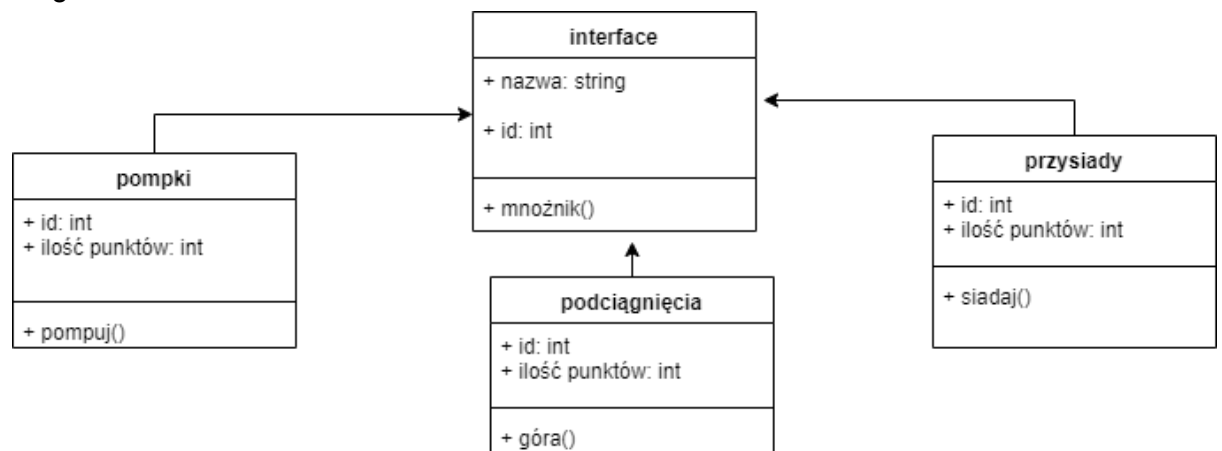 interface
+ nazwa: string
+ id: int
+ mnożnik()
pompki
+ id: int
+ ilość punktów: int
+ pompuj()
podciągnięcia
+ id: int
+ ilość punktów: int
+ góra()
przysiady
+ id: int
+ ilość punktów: int
+ siadaj()